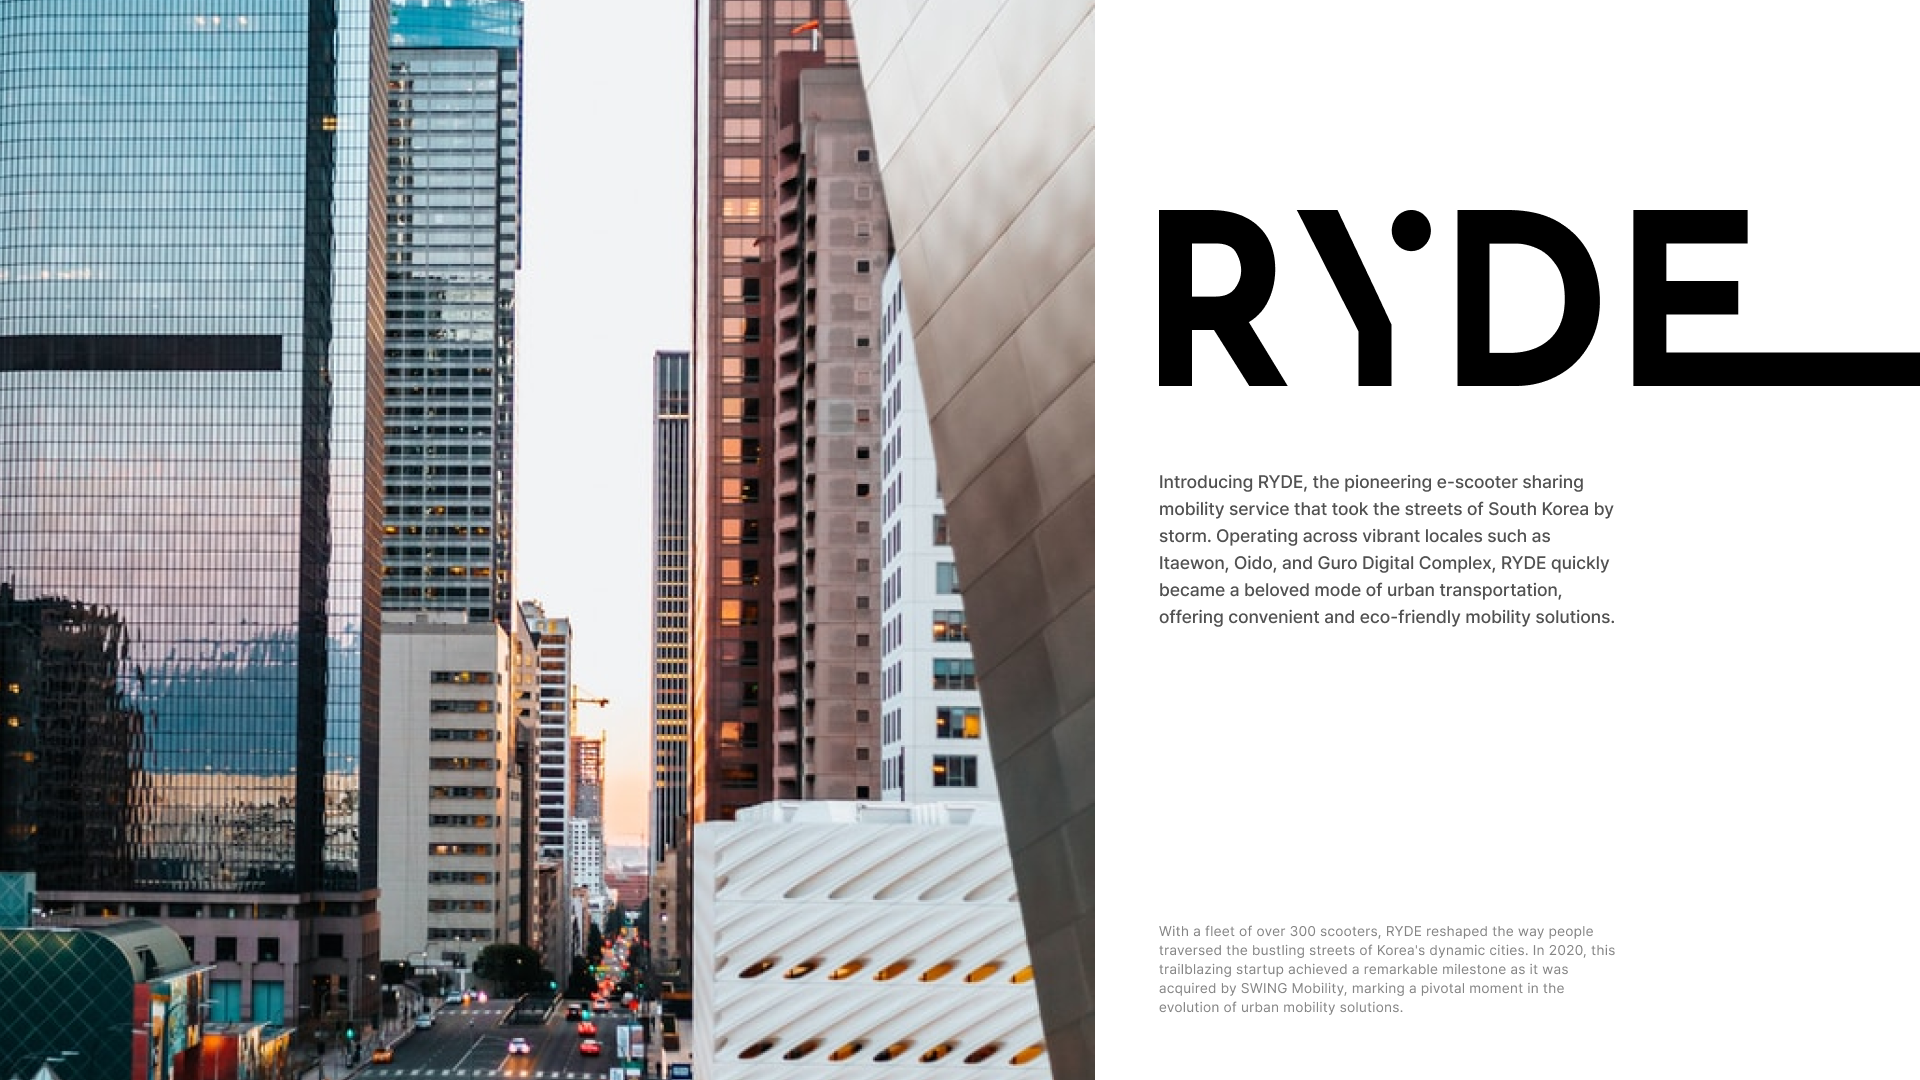 RYDE
Introducing RYDE, the pioneering e-scooter sharing
mobility service that took the streets of South Korea by
storm. Operating across vibrant locales such as
Itaewon, Oido, and Guro Digital Complex, RYDE quickly
became a beloved mode of urban transportation,
offering convenient and eco-friendly mobility solutions.
With a fleet of over 300 scooters, RYDE reshaped the way people
traversed the bustling streets of Korea's dynamic cities. In 2020, this
trailblazing startup achieved a remarkable milestone as it was
acquired by SWING Mobility, marking a pivotal moment in the
evolution of urban mobility solutions.